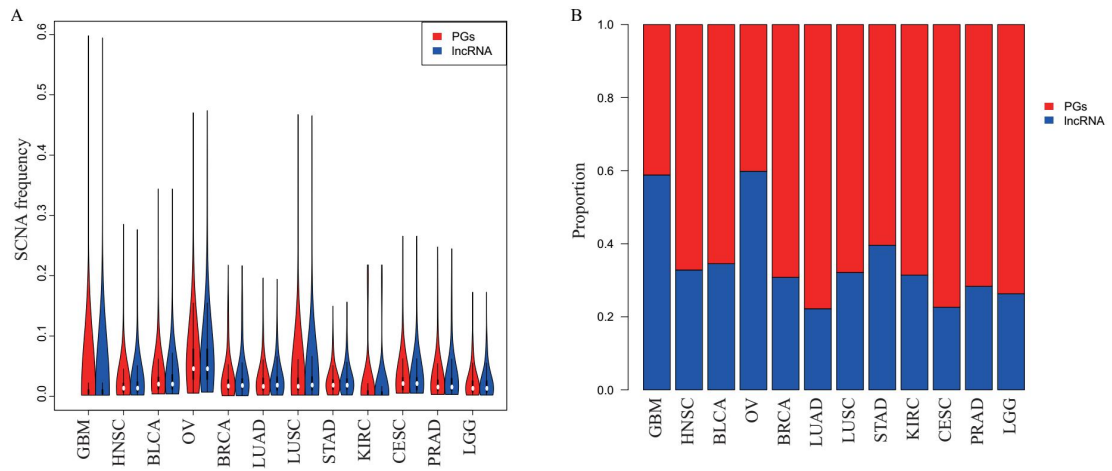 A
SCNA frequency
0.6
0.5
0.4
0.3
0.2
0.1
0.0
PGs
lncRNA
GBM
HNSC
BLCA
OV
BRCA
LUAD
LUSC
STAD
KIRC
CESC
PRAD
LGG
B
Proportion
1.0
0.8
0.6
0.4
0.2
0.0
PGs
lncRNA
GBM
HNSC
BLCA
OV
BRCA
LUAD
LUSC
STAD
KIRC
CESC
PRAD
LGG